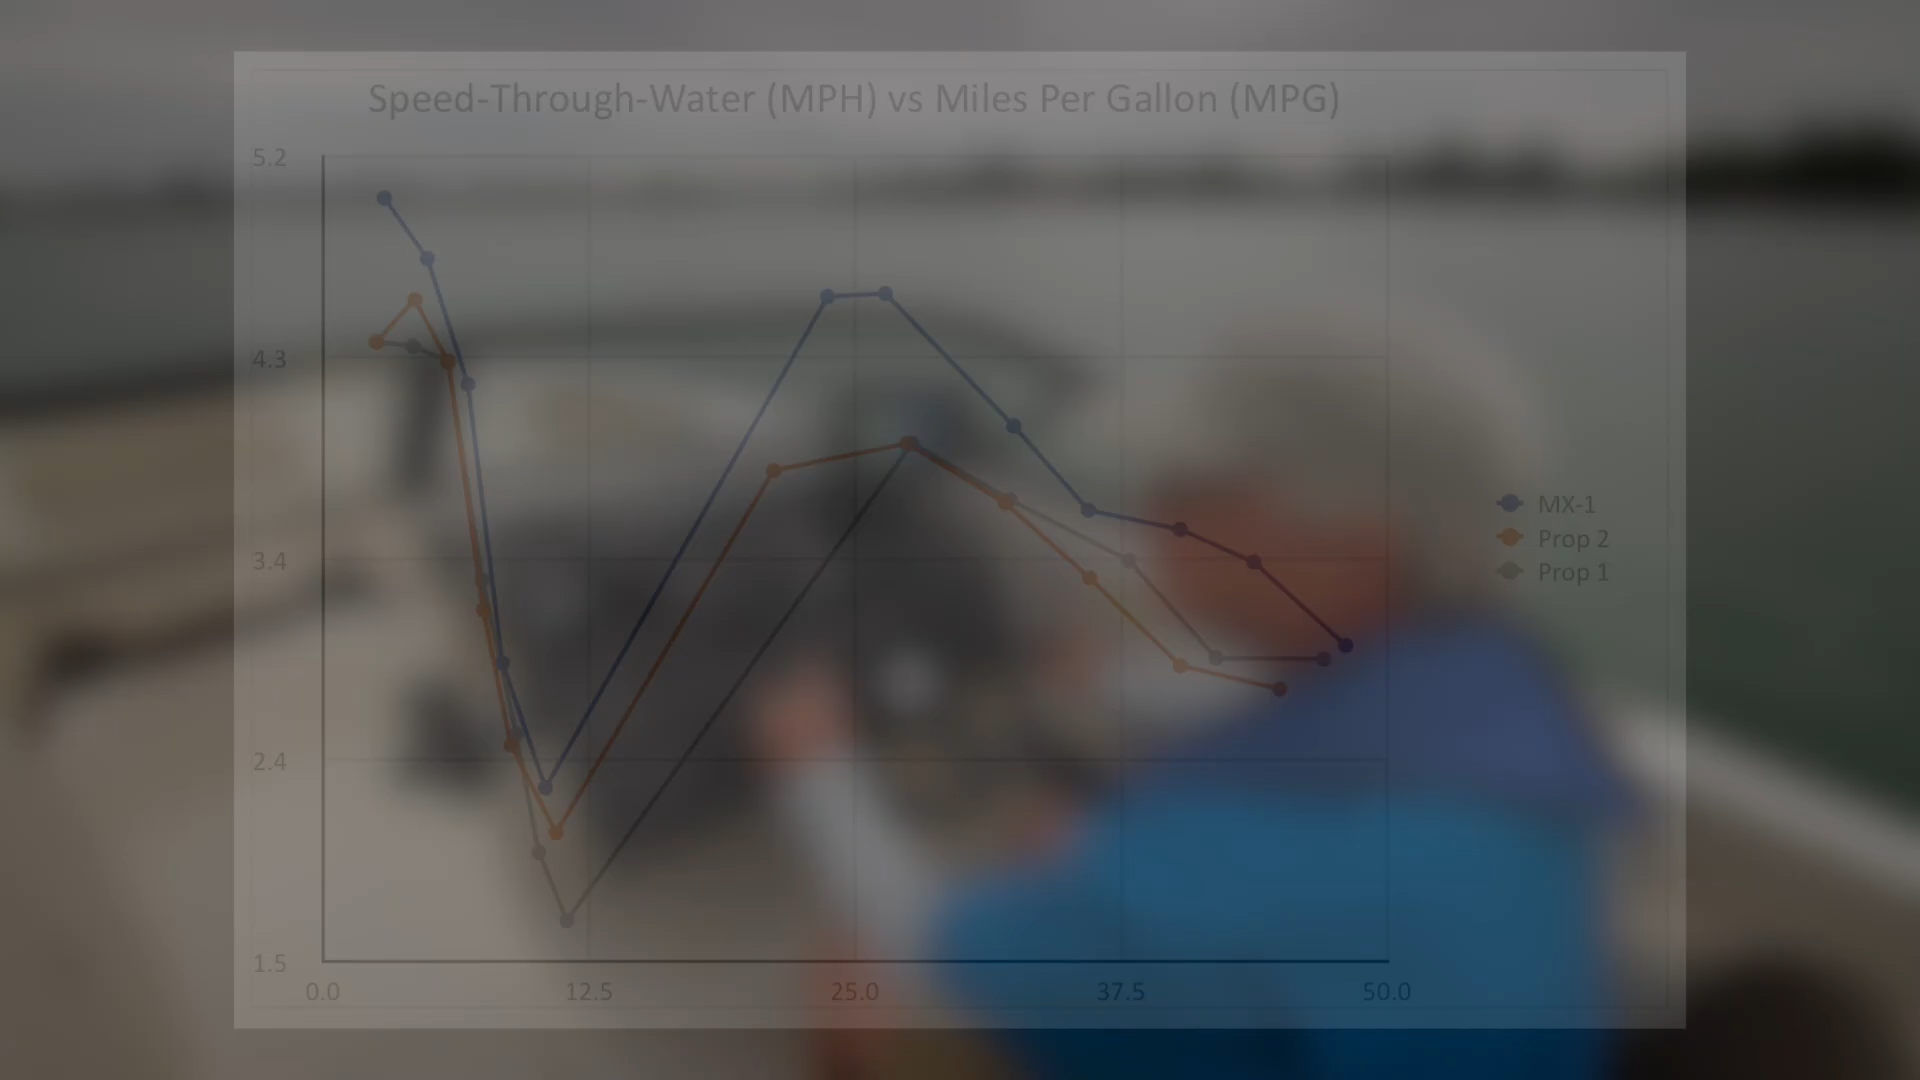 Speed-Through-Water (MPH) vs Miles Per Gallon (MPG)
5.2
4.3
3.4
2.4
1.5
0.0 12.5 25.0 37.5 50.0
MX-1
Prop 2
Prop 1